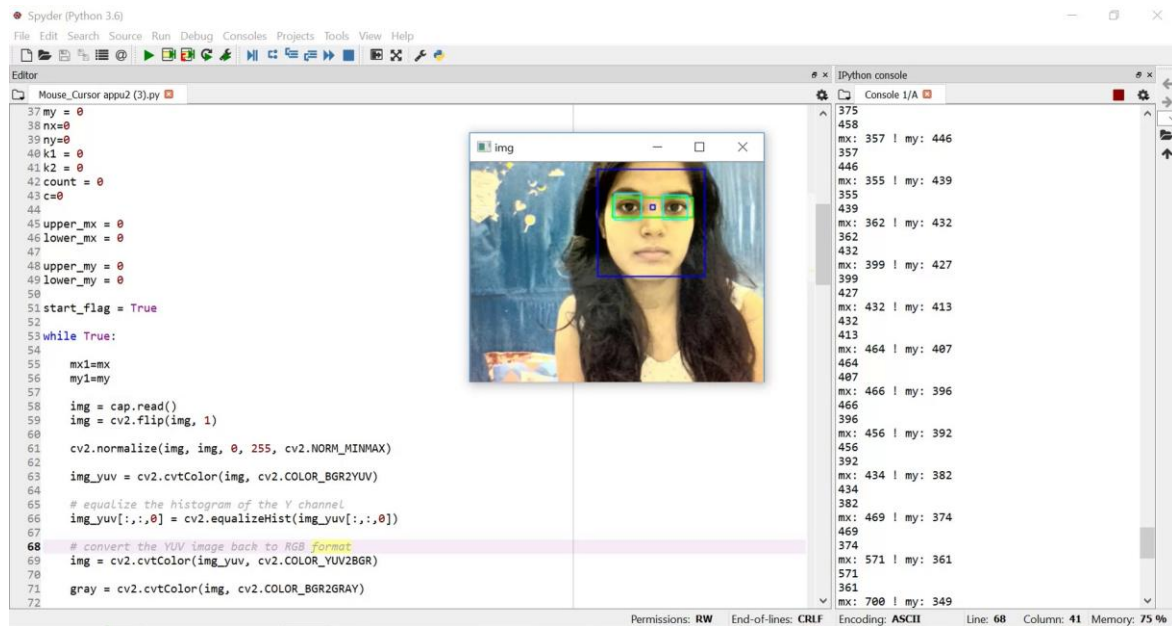 Spyder (Python 3.6)
File Edit Search Source Run Debug Consoles Projects Tools View Help
Editor
Mouse_Cursor appu2 (3).py
37 my = 0
38 nx=0
39 ny=0
40 k1 = 0
41 k2 = 0
42 count = 0
43 c=0
44
45 upper_mx = 0
46 lower_mx = 0
47
48 upper_my = 0
49 lower_my = 0
50
51 start_flag = True
52
53 while True:
54
55     mx1=mx
56     my1=my
57
58     img = cap.read()
59     img = cv2.flip(img, 1)
60
61     cv2.normalize(img, img, 0, 255, cv2.NORM_MINMAX)
62
63     img_yuv = cv2.cvtColor(img, cv2.COLOR_BGR2YUV)
64
65     # equalize the histogram of the Y channel
66     img_yuv[:,:,0] = cv2.equalizeHist(img_yuv[:,:,0])
67
68     # convert the YUV image back to RGB format
69     img = cv2.cvtColor(img_yuv, cv2.COLOR_YUV2BGR)
70
71     gray = cv2.cvtColor(img, cv2.COLOR_BGR2GRAY)
72
img
IPython console
Console 1/A
375
458
mx: 357 ! my: 446
357
446
mx: 355 ! my: 439
355
439
mx: 362 ! my: 432
362
432
mx: 399 ! my: 427
399
427
mx: 432 ! my: 413
432
413
mx: 464 ! my: 407
464
407
mx: 466 ! my: 396
466
396
mx: 456 ! my: 392
456
392
mx: 434 ! my: 382
434
382
mx: 469 ! my: 374
469
374
mx: 571 ! my: 361
571
361
mx: 700 ! my: 349
Permissions: RW End-of-lines: CRLF Encoding: ASCII Line: 68 Column: 41 Memory: 75 %